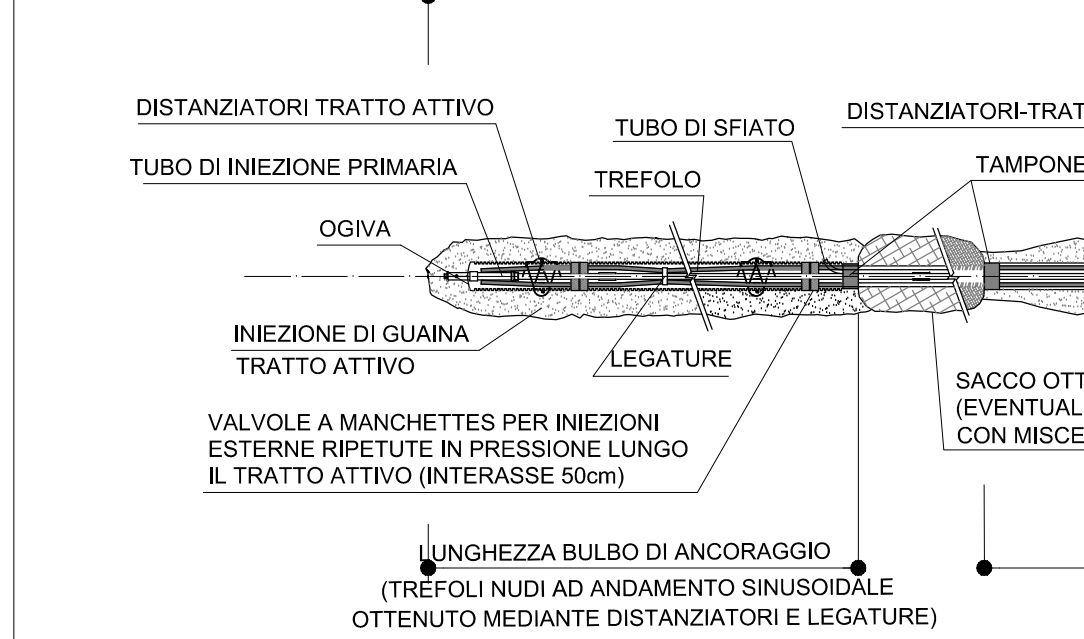 DISTANZIATORI TRATTO ATTIVO
TUBO DI SFIATO
DISTANZIATORI-TRAT
TUBO DI INIEZIONE PRIMARIA
TREFOLO
TAMPONE
OGIVA
INIEZIONE DI GUAINA
TRATTO ATTIVO
LEGATURE
SACCO OTT
(EVENTUAL
CON MISCE
VALVOLE A MANCHETTES PER INIEZIONI
ESTERNE RIPETUTE IN PRESSIONE LUNGO
IL TRATTO ATTIVO (INTERASSE 50cm)
LUNGHEZZA BULBO DI ANCORAGGIO
(TREFOLI NUDI AD ANDAMENTO SINUSOIDALE
OTTENUTO MEDIANTE DISTANZIATORI E LEGATURE)